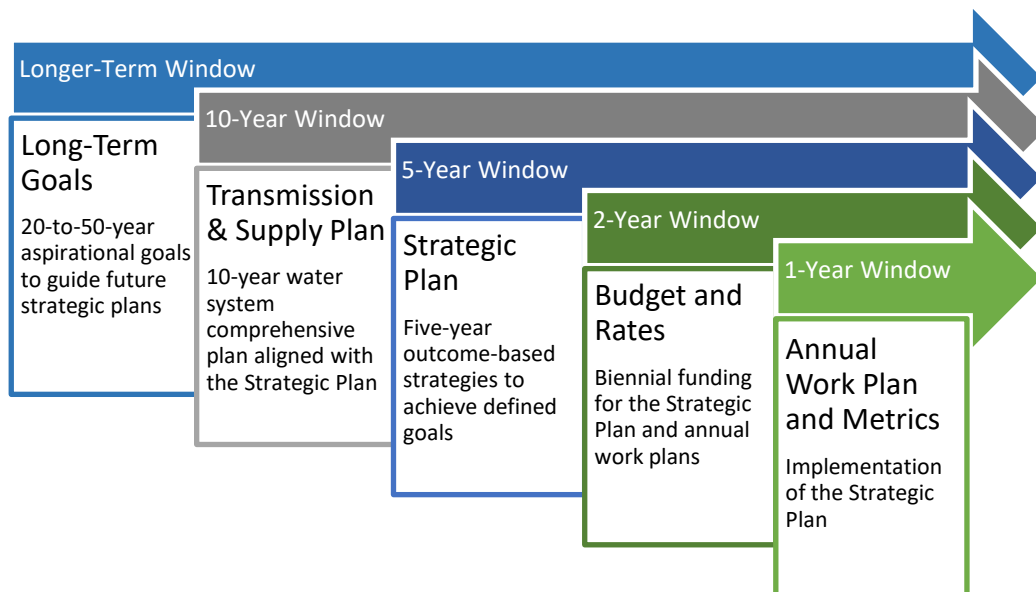 Longer-Term Window
Long-Term
Goals
20-to-50-year
aspirational goals
to guide future
strategic plans
10-Year Window
Transmission
& Supply Plan
10-year water
system
comprehensive
plan aligned with
the Strategic Plan
5-Year Window
Strategic
Plan
Five-year
outcome-based
strategies to
achieve defined
goals
2-Year Window
Budget and
Rates
Biennial funding
for the Strategic
Plan and annual
work plans
1-Year Window
Annual
Work Plan
and Metrics
Implementation
of the Strategic
Plan